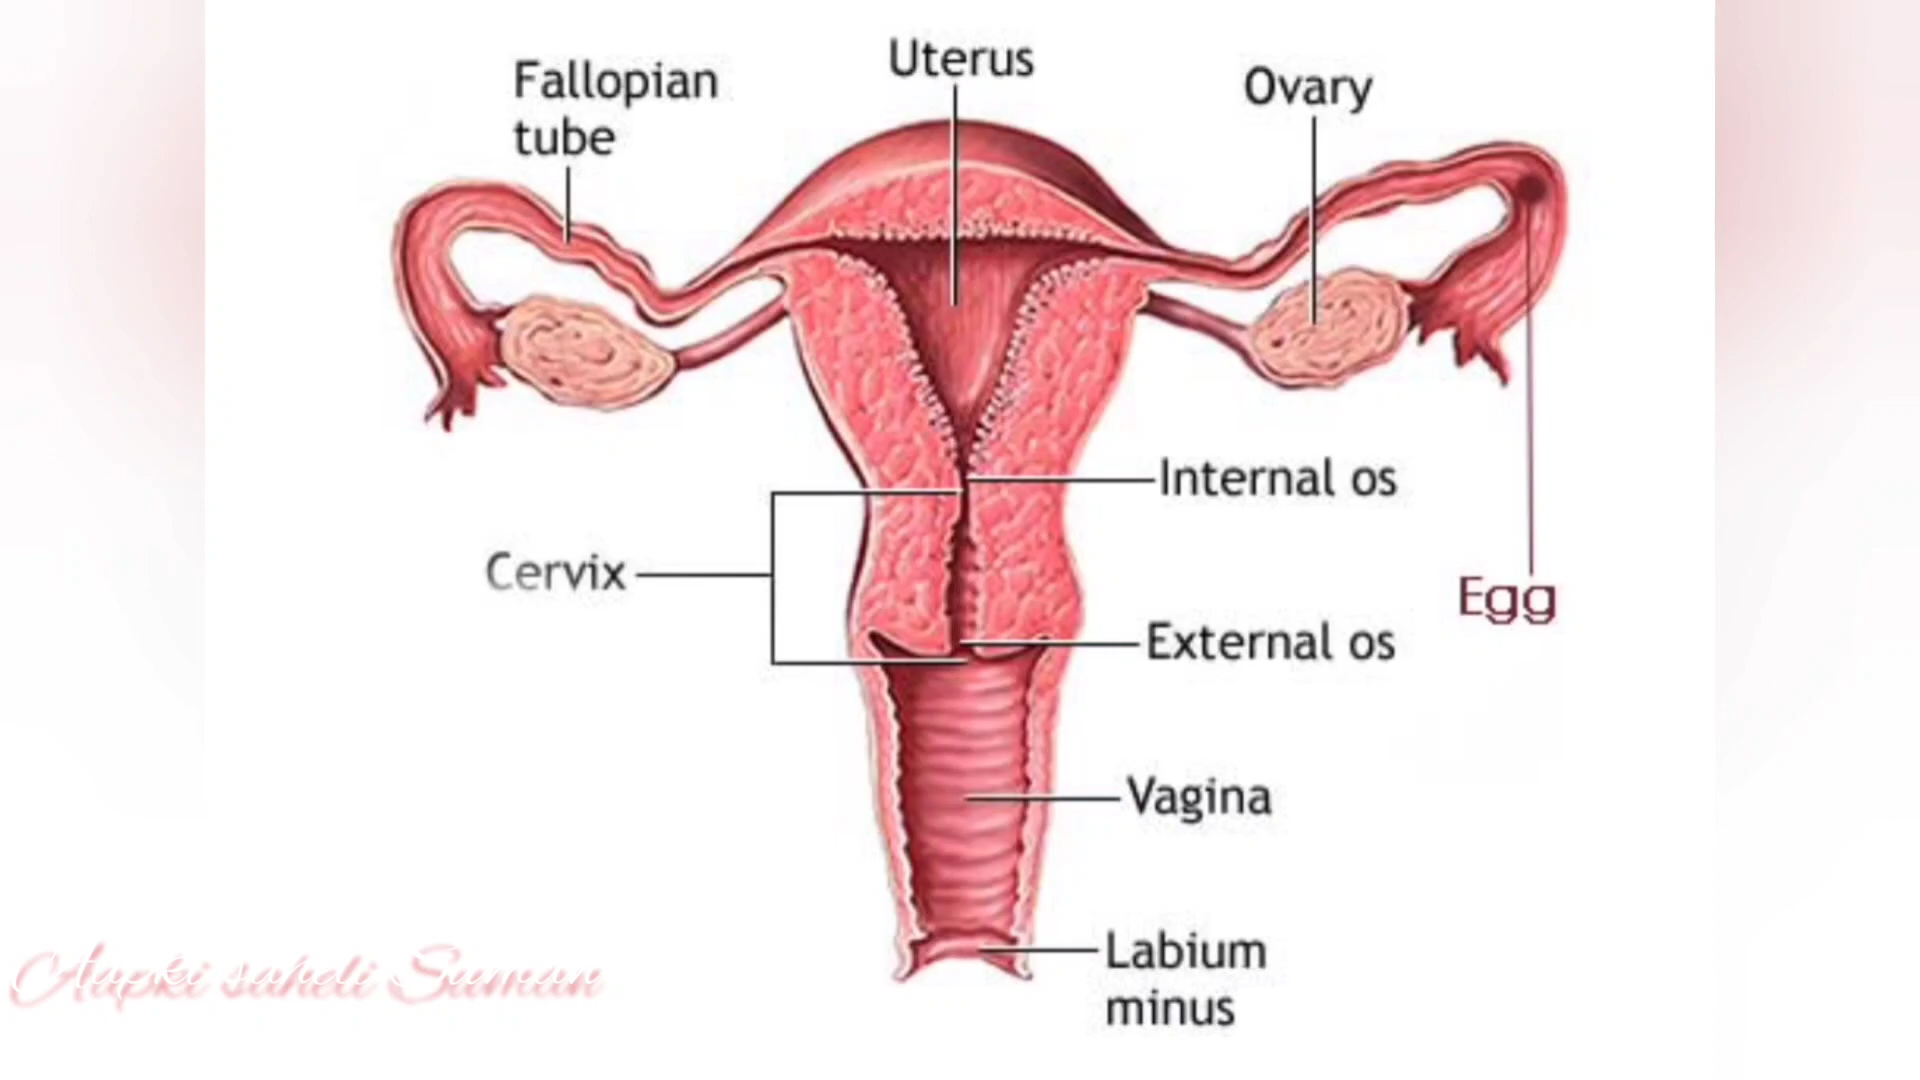 Uterus
Fallopian
tube
Ovary
Internal os
Cervix
Egg
External os
Vagina
Labium
minus
Aapki saheli Suman